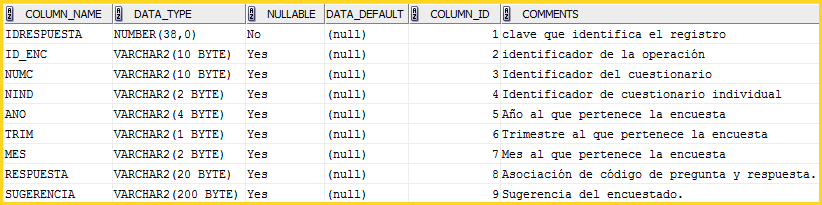 COLUMN_NAME DATA_TYPE NULLABLE DATA_DEFAULT COLUMN_ID COMMENTS
IDRESPUESTA NUMBER(38,0) No (null) 1 clave que identifica el registro
ID_ENC VARCHAR2(10 BYTE) Yes (null) 2 identificador de la operación
NUMC VARCHAR2(10 BYTE) Yes (null) 3 Identificador del cuestionario
NIND VARCHAR2(2 BYTE) Yes (null) 4 Identificador de cuestionario individual
ANO VARCHAR2(4 BYTE) Yes (null) 5 Año al que pertenece la encuesta
TRIM VARCHAR2(1 BYTE) Yes (null) 6 Trimestre al que pertenece la encuesta
MES VARCHAR2(2 BYTE) Yes (null) 7 Mes al que pertenece la encuesta
RESPUESTA VARCHAR2(20 BYTE) Yes (null) 8 Asociación de código de pregunta y respuesta.
SUGERENCIA VARCHAR2(200 BYTE) Yes (null) 9 Sugerencia del encuestado.